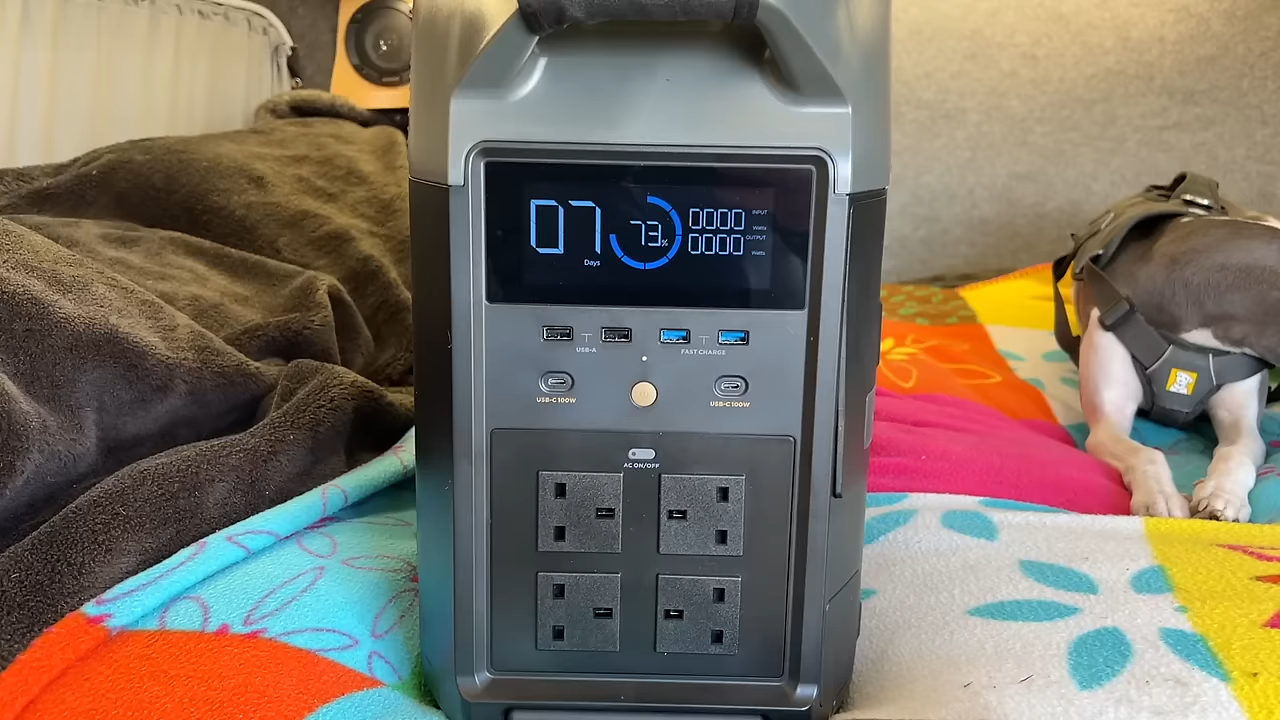 07 73% 0000 INPUT
Watts
Days 0000 OUTPUT
Watts
USB-A FAST CHARGE
USB-C 100W USB-C 100W
AC ON/OFF